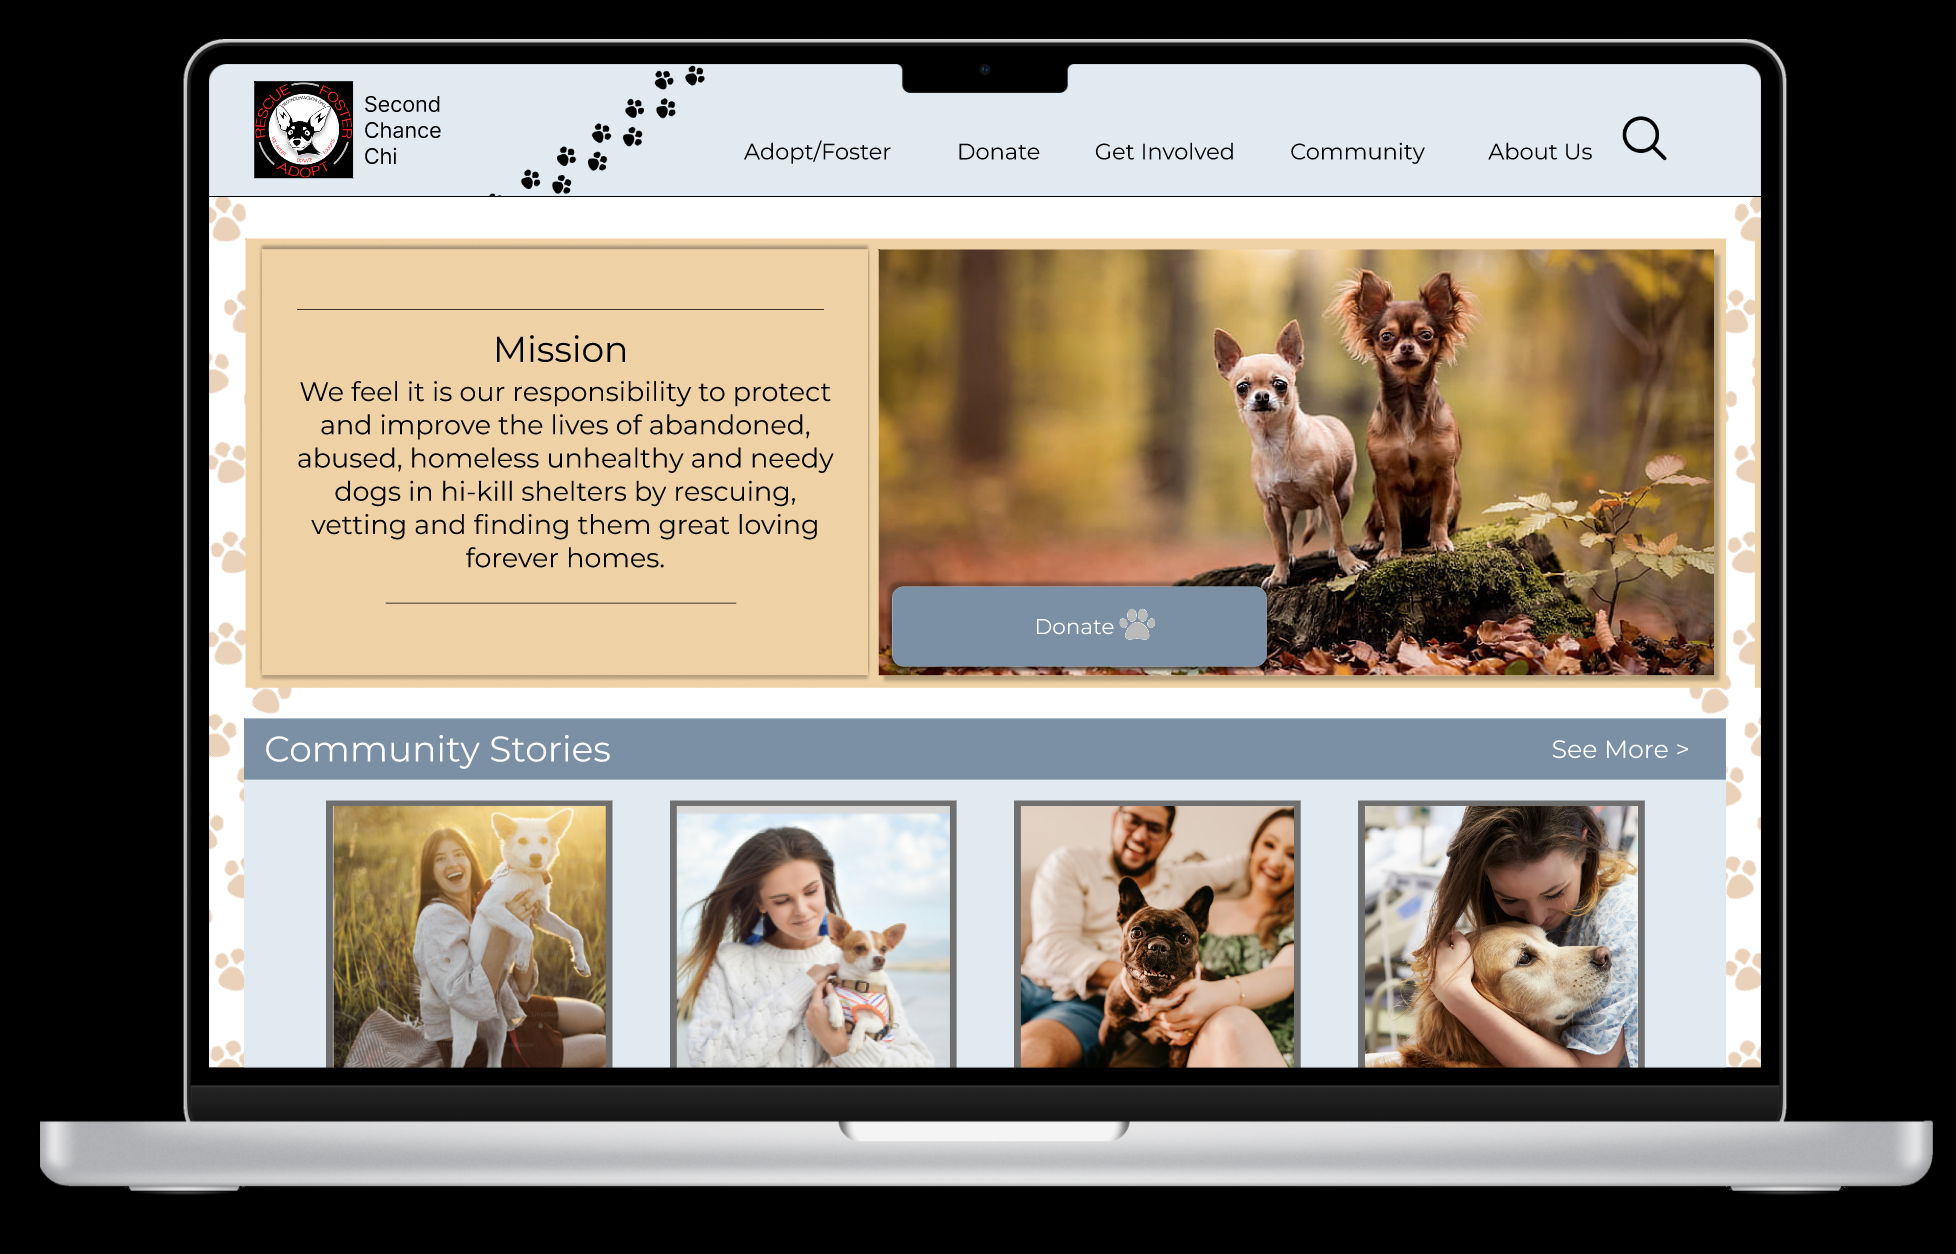 RESCUE FOSTER
ADOPT
Second
Chance
Chi
Adopt/Foster
Donate
Get Involved
Community
About Us
Mission
We feel it is our responsibility to protect
and improve the lives of abandoned,
abused, homeless unhealthy and needy
dogs in hi-kill shelters by rescuing,
vetting and finding them great loving
forever homes.
Donate
Community Stories
See More >